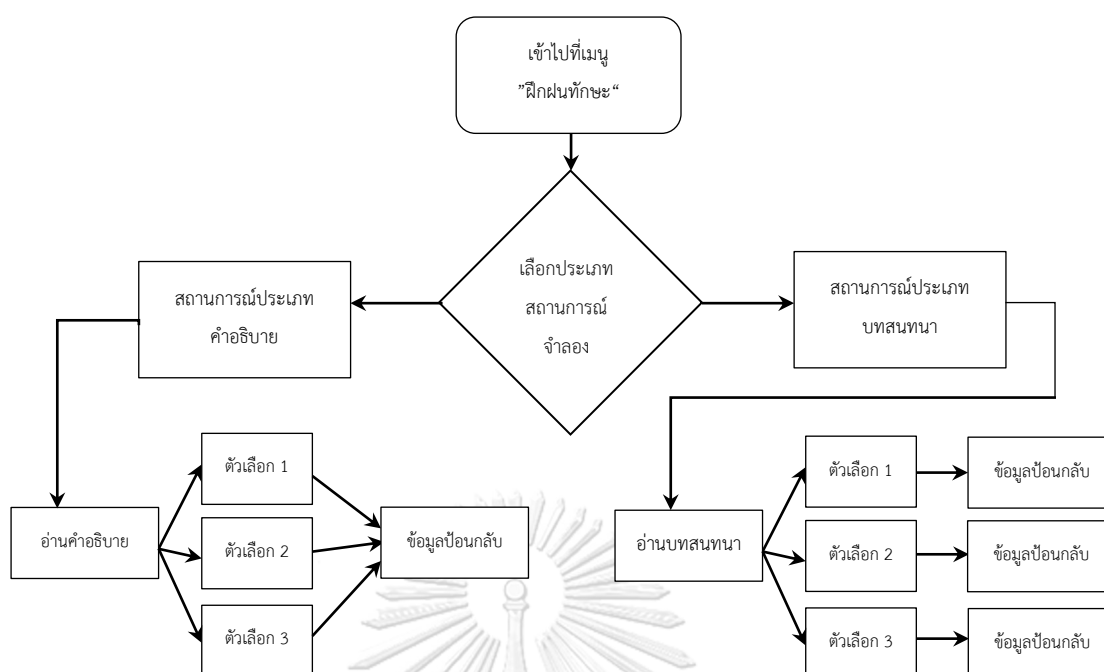 เข้าไปที่เมนู
”ฝึกฝนทักษะ“
เลือกประเภท
สถานการณ์
จำลอง
สถานการณ์ประเภท
คำอธิบาย
สถานการณ์ประเภท
บทสนทนา
อ่านคำอธิบาย
ตัวเลือก 1
ตัวเลือก 2
ตัวเลือก 3
ข้อมูลป้อนกลับ
อ่านบทสนทนา
ตัวเลือก 1
ข้อมูลป้อนกลับ
ตัวเลือก 2
ข้อมูลป้อนกลับ
ตัวเลือก 3
ข้อมูลป้อนกลับ